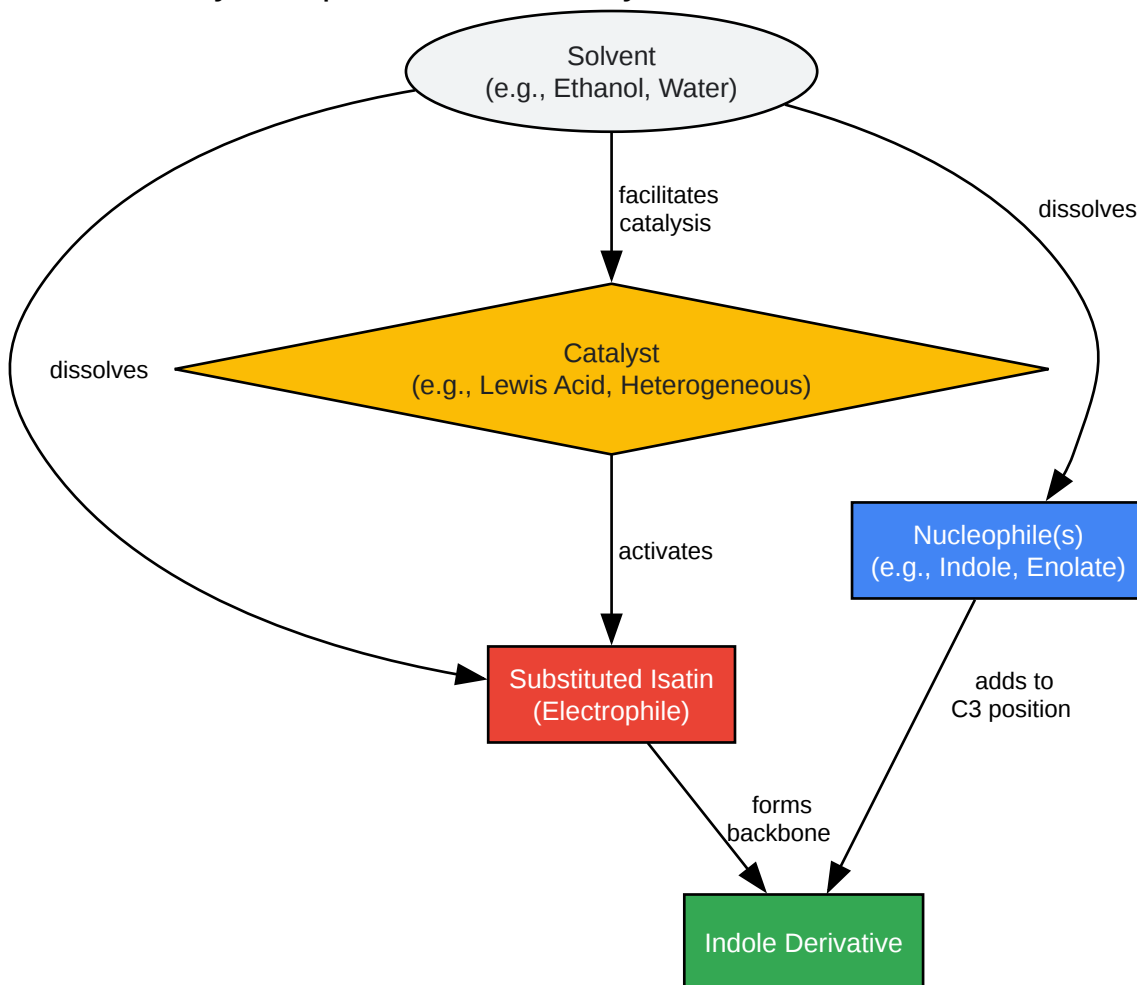 Solvent
(e.g., Ethanol, Water)
facilitates
catalysis
dissolves
dissolves
Catalyst
(e.g., Lewis Acid, Heterogeneous)
activates
Nucleophile(s)
(e.g., Indole, Enolate)
Substituted Isatin
(Electrophile)
adds to
C3 position
forms
backbone
Indole Derivative